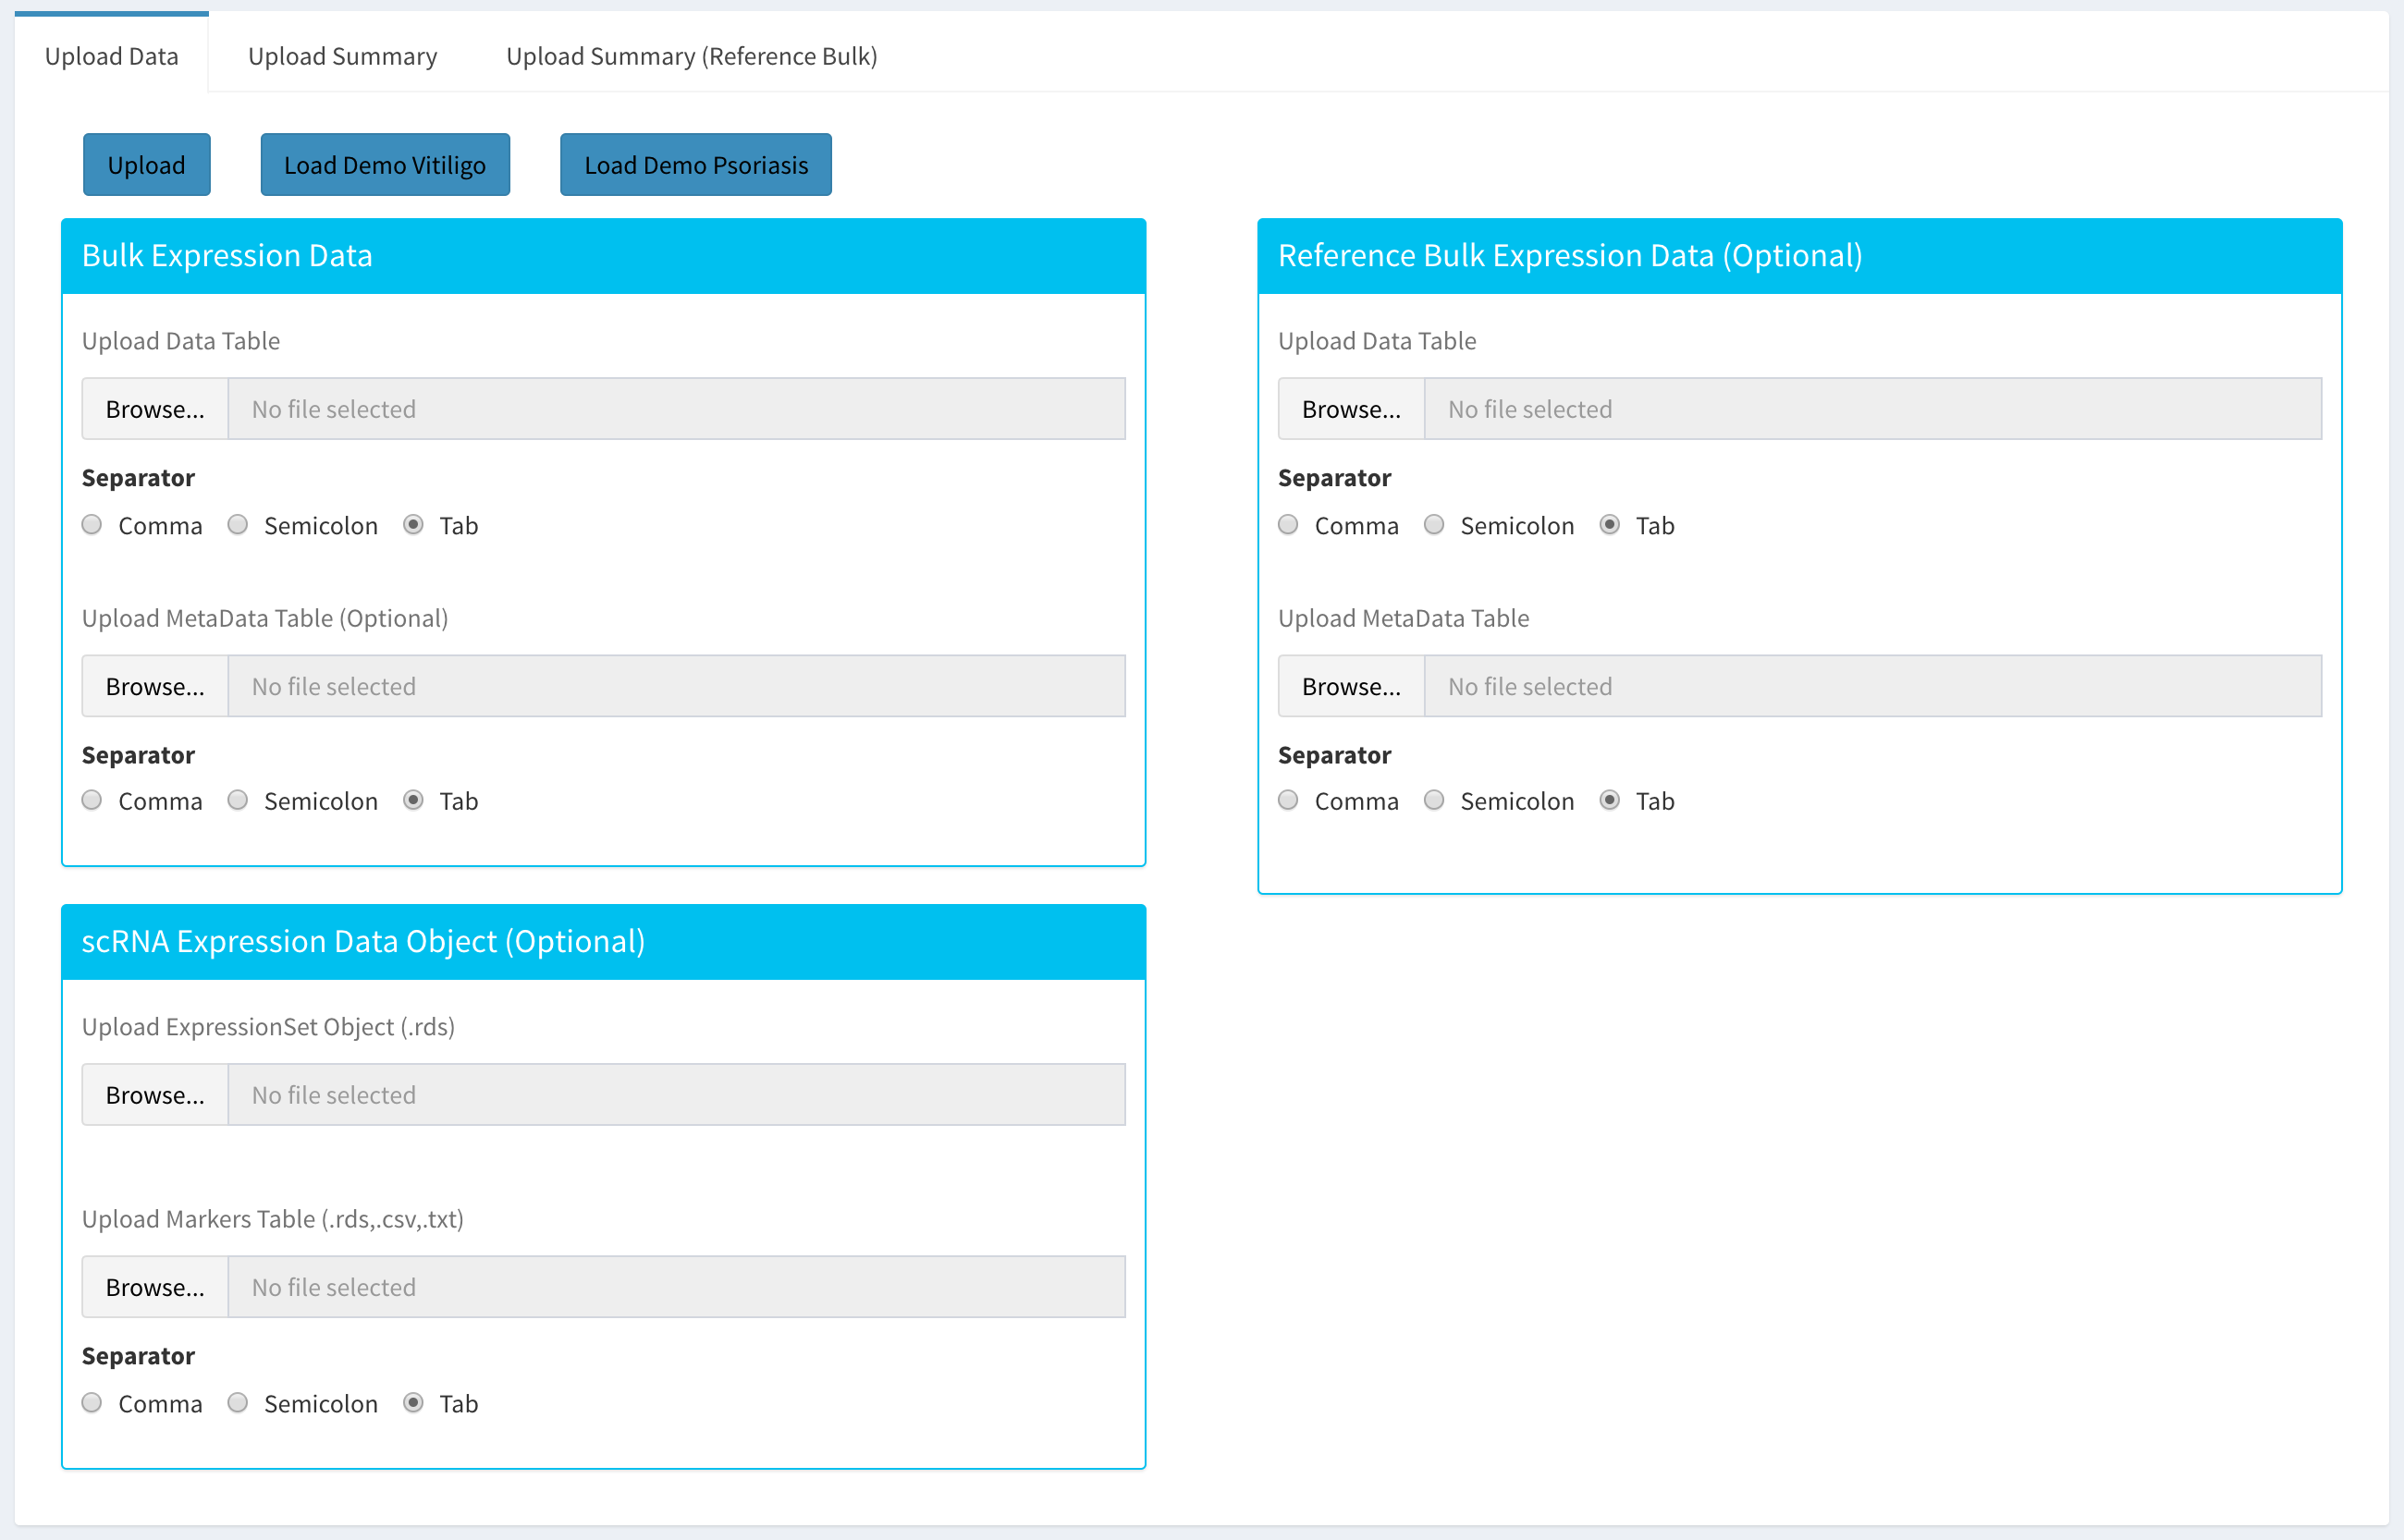 Upload Data Upload Summary Upload Summary (Reference Bulk)
Upload Load Demo Vitiligo Load Demo Psoriasis
Bulk Expression Data
Upload Data Table
Browse... No file selected
Separator
Comma Semicolon Tab
Upload MetaData Table (Optional)
Browse... No file selected
Separator
Comma Semicolon Tab
Reference Bulk Expression Data (Optional)
Upload Data Table
Browse... No file selected
Separator
Comma Semicolon Tab
Upload MetaData Table
Browse... No file selected
Separator
Comma Semicolon Tab
scRNA Expression Data Object (Optional)
Upload ExpressionSet Object (.rds)
Browse... No file selected
Upload Markers Table (.rds,.csv,.txt)
Browse... No file selected
Separator
Comma Semicolon Tab